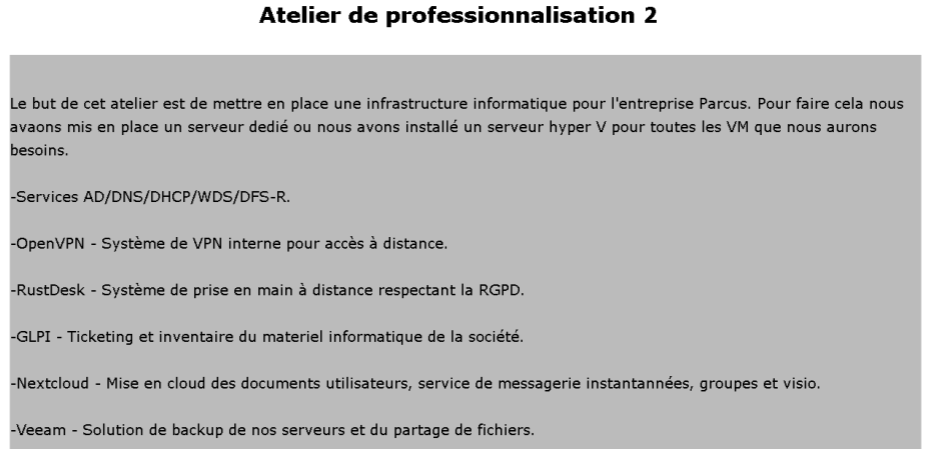 Atelier de professionnalisation 2
Le but de cet atelier est de mettre en place une infrastructure informatique pour l'entreprise Parcus. Pour faire cela nous
avaons mis en place un serveur dedié ou nous avons installé un serveur hyper V pour toutes les VM que nous aurons
besoins.
-Services AD/DNS/DHCP/WDS/DFS-R.
-OpenVPN - Système de VPN interne pour accès à distance.
-RustDesk - Système de prise en main à distance respectant la RGPD.
-GLPI - Ticketing et inventaire du materiel informatique de la société.
-Nextcloud - Mise en cloud des documents utilisateurs, service de messagerie instantannées, groupes et visio.
-Veeam - Solution de backup de nos serveurs et du partage de fichiers.